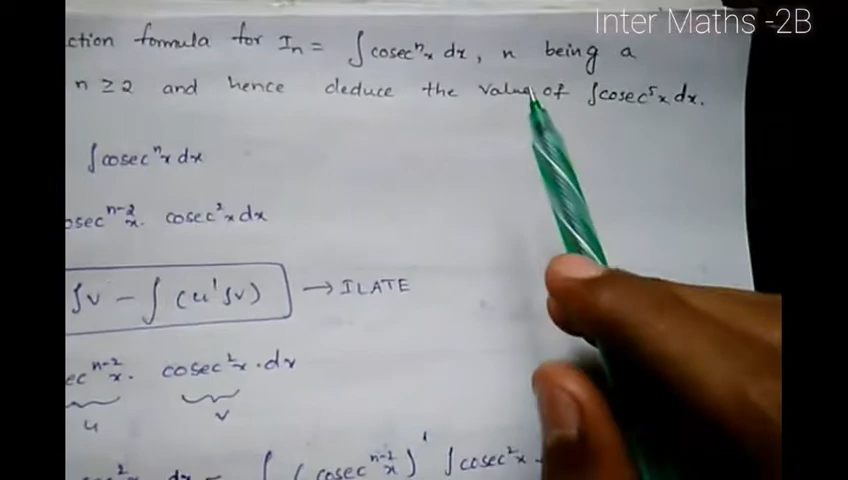 Inter Maths -2B
ction formula for Iₙ = ∫cosecⁿx dx, n being a
n ≥ 2 and hence deduce the value of ∫cosec⁵x dx.
∫cosecⁿx dx
osecⁿ⁻²x. cosec²x dx
∫v - ∫(u'∫v) → ILATE
ecⁿ⁻²x. cosec²x.dx
u v
dx - ∫(cosecⁿ⁻²x)' ∫cosec²x